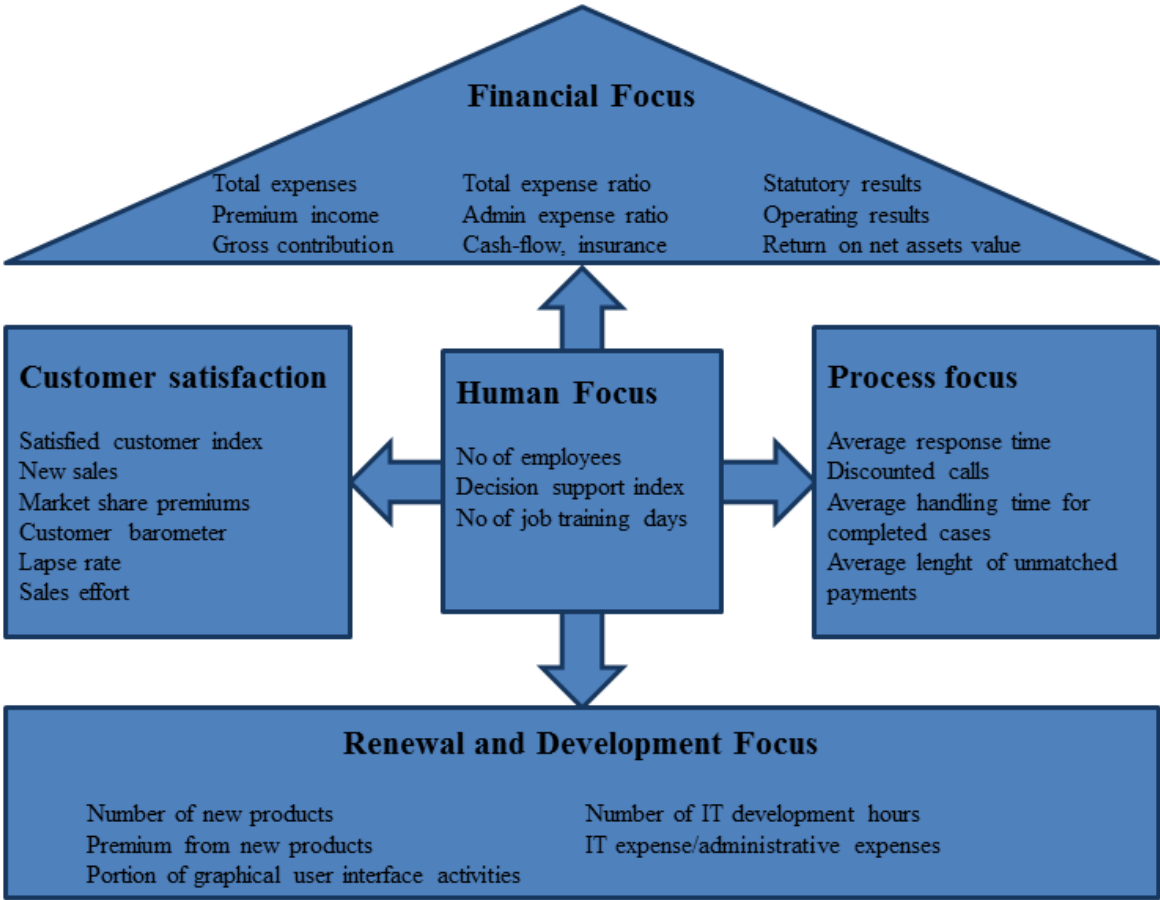 Financial Focus
Total expenses
Premium income
Gross contribution
Total expense ratio
Admin expense ratio
Cash-flow, insurance
Statutory results
Operating results
Return on net assets value
Customer satisfaction
Satisfied customer index
New sales
Market share premiums
Customer barometer
Lapse rate
Sales effort
Human Focus
No of employees
Decision support index
No of job training days
Process focus
Average response time
Discounted calls
Average handling time for
completed cases
Average lenght of unmatched
payments
Renewal and Development Focus
Number of new products
Premium from new products
Portion of graphical user interface activities
Number of IT development hours
IT expense/administrative expenses